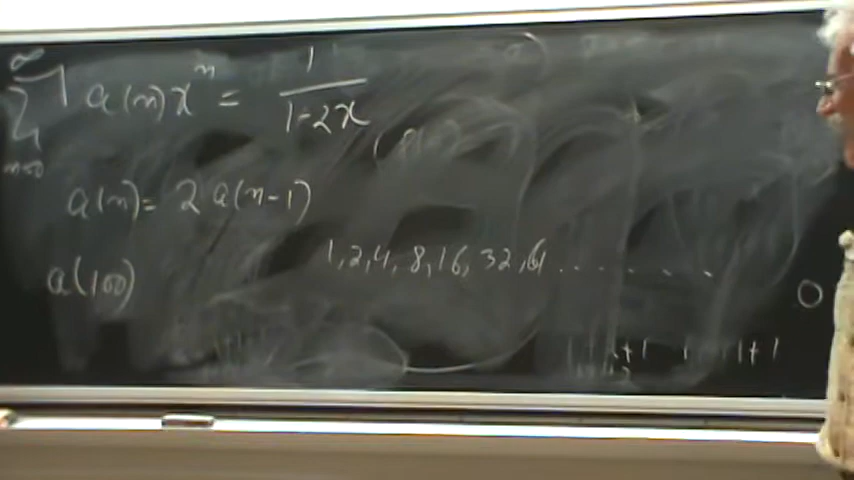 ∞
∑ a(n)x^n = 1/(1-2x)
n=0
a(n)= 2 a(n-1)
a(100)
1,2,4, 8,16, 32,64.......
0